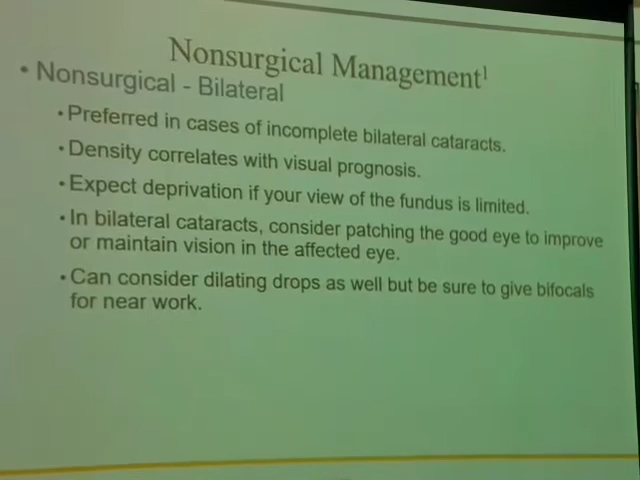 Nonsurgical Management¹
• Nonsurgical - Bilateral
• Preferred in cases of incomplete bilateral cataracts.
• Density correlates with visual prognosis.
• Expect deprivation if your view of the fundus is limited.
• In bilateral cataracts, consider patching the good eye to improve
or maintain vision in the affected eye.
• Can consider dilating drops as well but be sure to give bifocals
for near work.